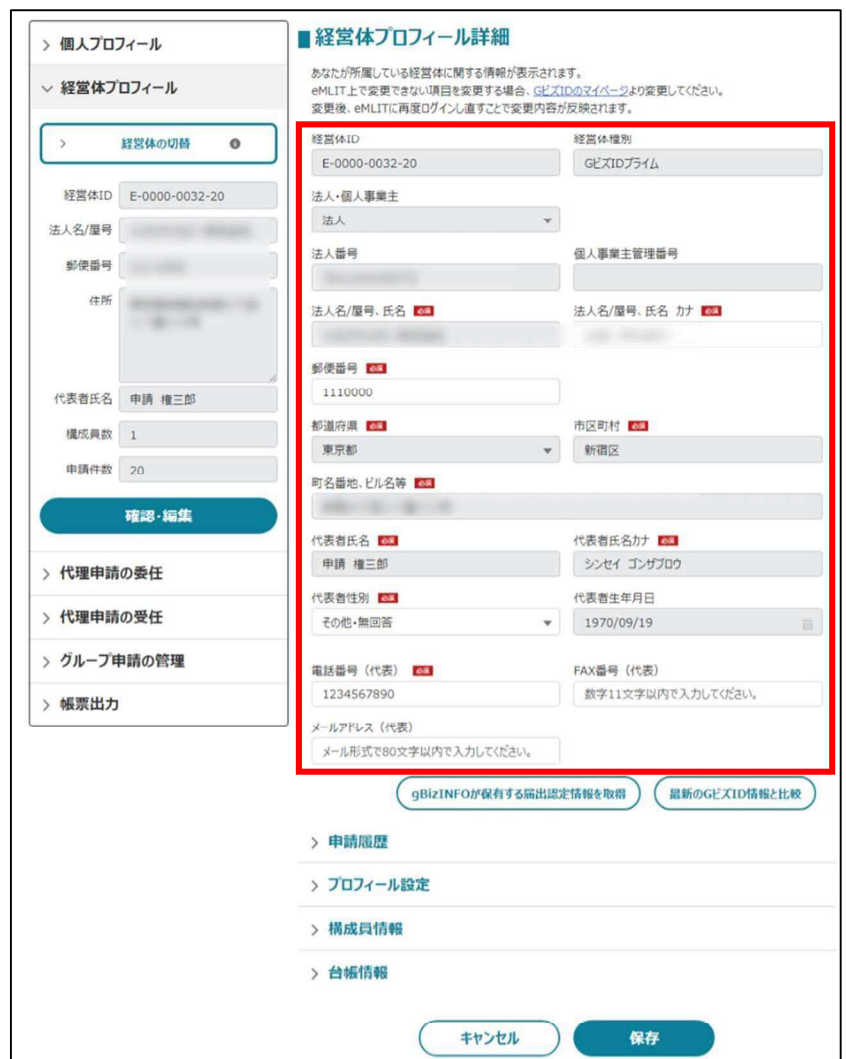 個人プロフィール
経営体プロフィール
経営体の切替
経営体ID E-0000-0032-20
法人名/屋号
郵便番号
住所
代表者氏名 申請 権三郎
構成員数 1
申請件数 20
確認・編集
代理申請の委任
代理申請の受任
グループ申請の管理
帳票出力
経営体プロフィール詳細
あなたが所属している経営体に関する情報が表示されます。
eMLIT上で変更できない項目を変更する場合、GビズIDのマイページより変更してください。
変更後、eMLITに再度ログインし直すことで変更内容が反映されます。
経営体ID 経営体種別
E-0000-0032-20 GビズIDプライム
法人・個人事業主
法人
法人番号 個人事業主管理番号
法人名/屋号、氏名 必須 法人名/屋号、氏名 カナ 必須
郵便番号 必須
1110000
都道府県 必須 市区町村 必須
東京都 新宿区
町名番地、ビル名等 必須
代表者氏名 必須 代表者氏名カナ 必須
申請 権三郎 シンセイ ゴンザブロウ
代表者性別 必須 代表者生年月日
その他・無回答 1970/09/19
電話番号（代表） 必須 FAX番号（代表）
1234567890 数字11文字以内で入力してください。
メールアドレス（代表）
メール形式で80文字以内で入力してください。
gBizINFOが保有する届出認定情報を取得 最新のGビズID情報と比較
申請履歴
プロフィール設定
構成員情報
台帳情報
キャンセル 保存